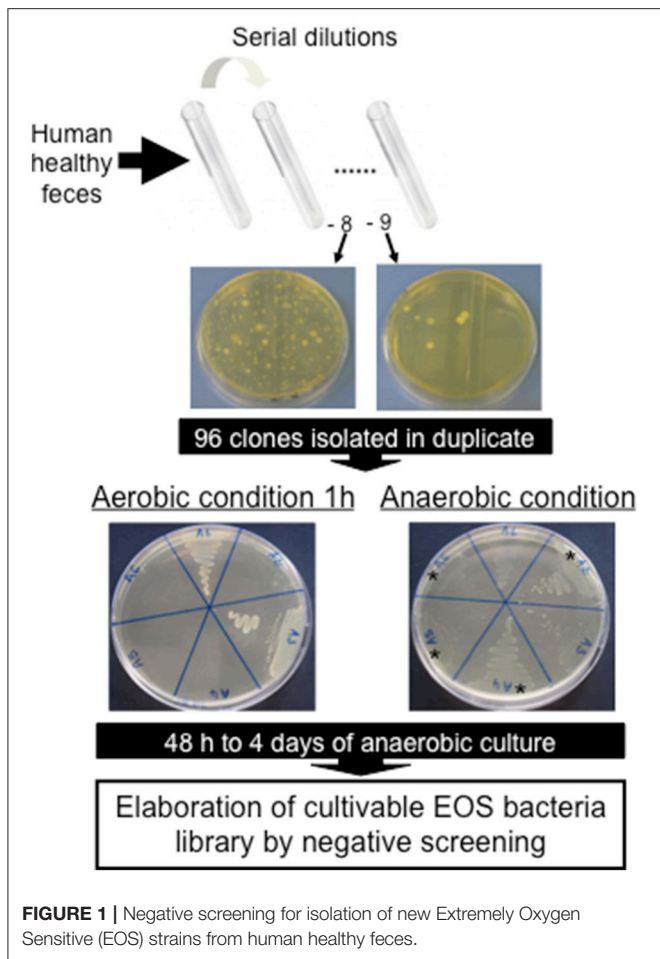 Serial dilutions
Human
healthy
feces
......
- 8 - 9
96 clones isolated in duplicate
Aerobic condition 1h Anaerobic condition
48 h to 4 days of anaerobic culture
Elaboration of cultivable EOS bacteria
library by negative screening
FIGURE 1 | Negative screening for isolation of new Extremely Oxygen
Sensitive (EOS) strains from human healthy feces.